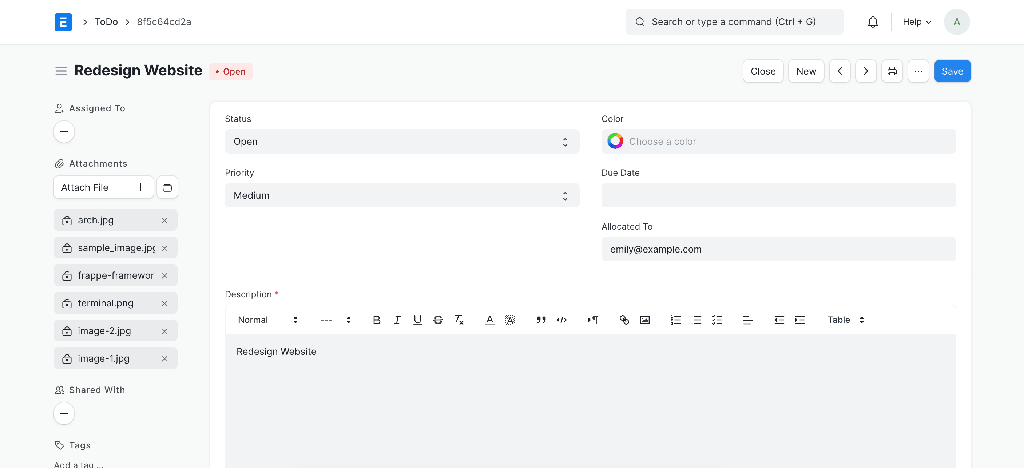 E
ToDo
8f5c64cd2a
Search or type a command (Ctrl + G)
Help
A
Redesign Website
Open
Close
New
Save
Assigned To
Attachments
Attach File
arch.jpg
sample_image.jpg
frappe-framewor
terminal.png
image-2.jpg
image-1.jpg
Shared With
Tags
Add a tag ...
Status
Open
Priority
Medium
Color
Choose a color
Due Date
Allocated To
emily@example.com
Description *
Normal
---
B I U S Tx
A
Table
Redesign Website